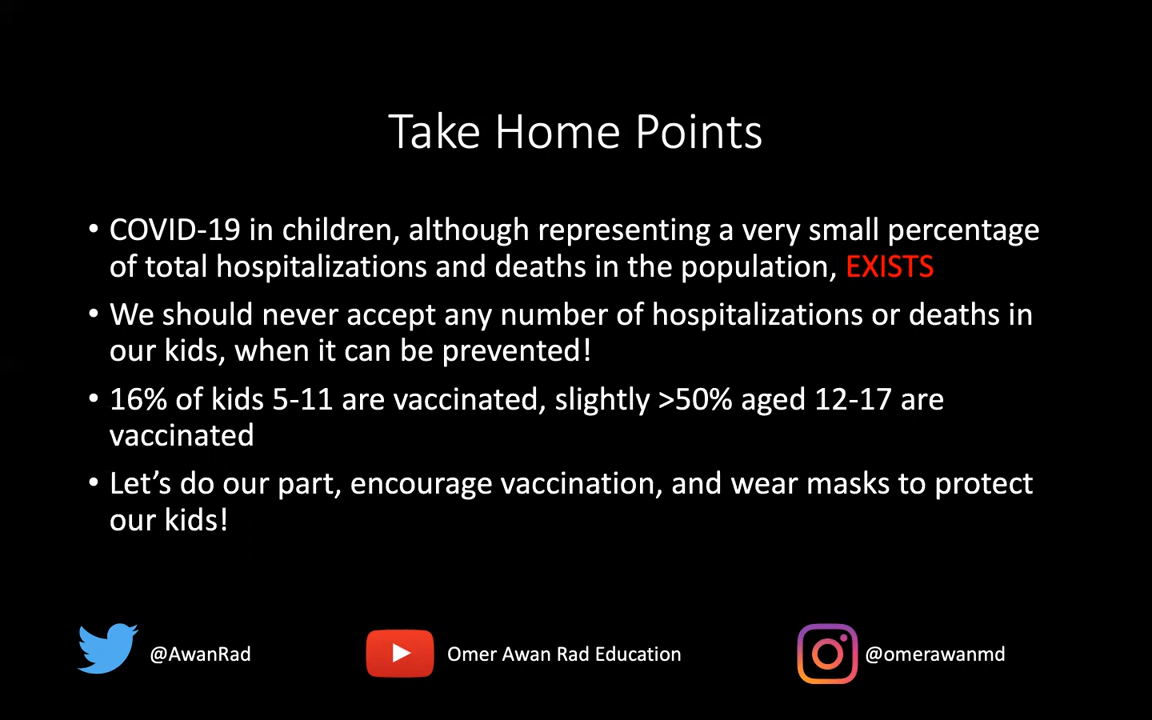 Take Home Points
• COVID-19 in children, although representing a very small percentage
of total hospitalizations and deaths in the population, EXISTS
• We should never accept any number of hospitalizations or deaths in
our kids, when it can be prevented!
• 16% of kids 5-11 are vaccinated, slightly >50% aged 12-17 are
vaccinated
• Let’s do our part, encourage vaccination, and wear masks to protect
our kids!
@AwanRad
Omer Awan Rad Education
@omerawanmd